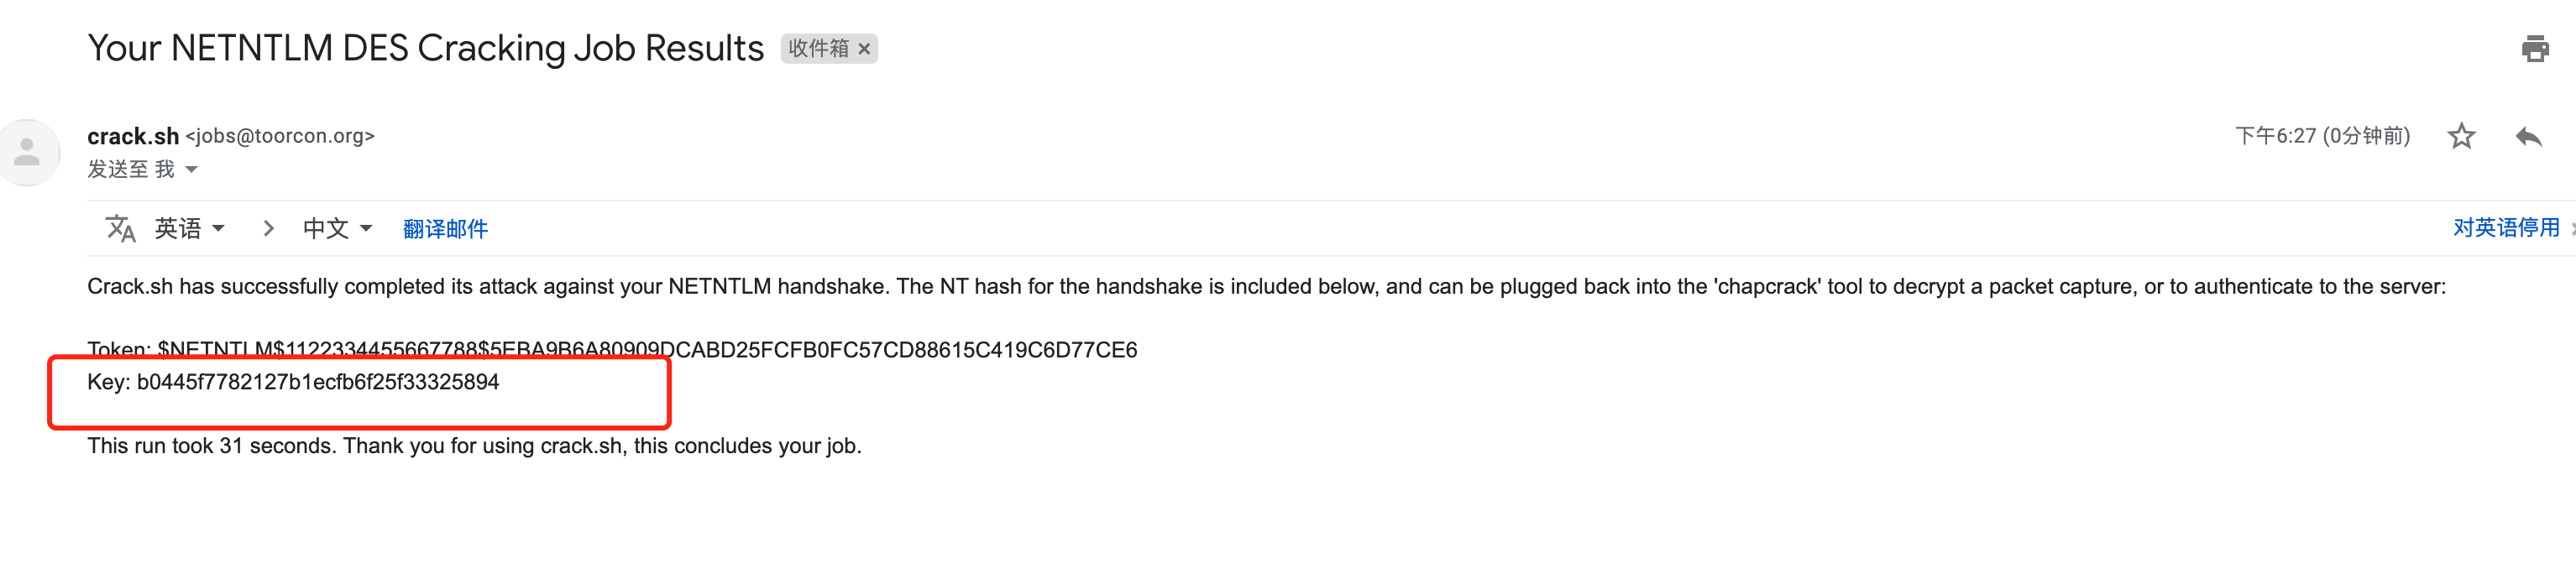 Your NETNTLM DES Cracking Job Results 收件箱 ×
crack.sh <jobs@toorcon.org> 下午6:27 (0分钟前)
发送至 我
英语 > 中文 翻译邮件 对英语停用
Crack.sh has successfully completed its attack against your NETNTLM handshake. The NT hash for the handshake is included below, and can be plugged back into the 'chapcrack' tool to decrypt a packet capture, or to authenticate to the server:
Token: $NETNTLM$1122334455667788$5EBA9B6A80909DCABD25FCFB0FC57CD88615C419C6D77CE6
Key: b0445f7782127b1ecfb6f25f33325894
This run took 31 seconds. Thank you for using crack.sh, this concludes your job.